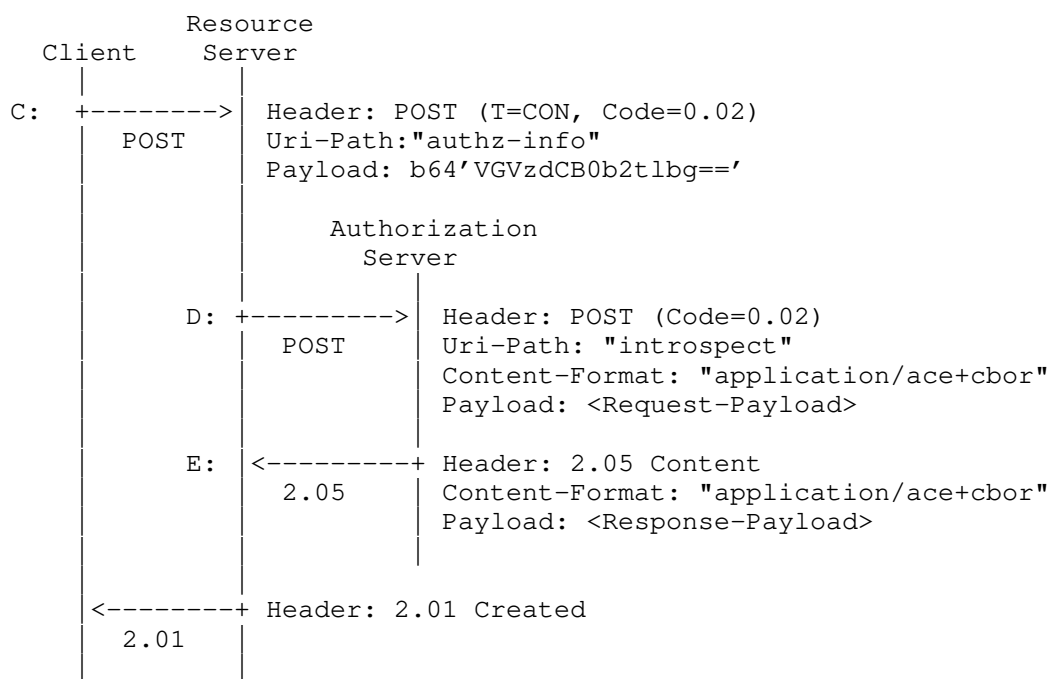 Resource
Client Server
C: +-------->| Header: POST (T=CON, Code=0.02)
POST | Uri-Path:"authz-info"
Payload: b64'VGVzdCB0b2tlbg=='
Authorization
Server
D: +--------->| Header: POST (Code=0.02)
POST | Uri-Path: "introspect"
Content-Format: "application/ace+cbor"
Payload: <Request-Payload>
E: |<---------+ Header: 2.05 Content
2.05 | Content-Format: "application/ace+cbor"
Payload: <Response-Payload>
|<--------+ Header: 2.01 Created
2.01